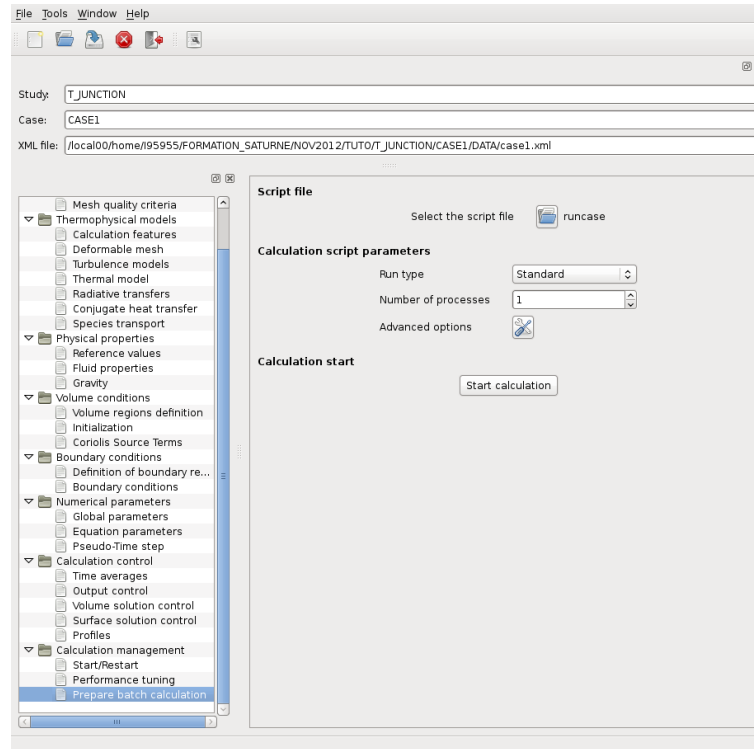 File Tools Window Help
Study: T_JUNCTION
Case: CASE1
XML file: /local00/home/I95955/FORMATION_SATURNE/NOV2012/TUTO/T_JUNCTION/CASE1/DATA/case1.xml
Mesh quality criteria
Thermophysical models
Calculation features
Deformable mesh
Turbulence models
Thermal model
Radiative transfers
Conjugate heat transfer
Species transport
Physical properties
Reference values
Fluid properties
Gravity
Volume conditions
Volume regions definition
Initialization
Coriolis Source Terms
Boundary conditions
Definition of boundary re...
Boundary conditions
Numerical parameters
Global parameters
Equation parameters
Pseudo-Time step
Calculation control
Time averages
Output control
Volume solution control
Surface solution control
Profiles
Calculation management
Start/Restart
Performance tuning
Prepare batch calculation
Script file
Select the script file runcase
Calculation script parameters
Run type Standard
Number of processes 1
Advanced options
Calculation start
Start calculation